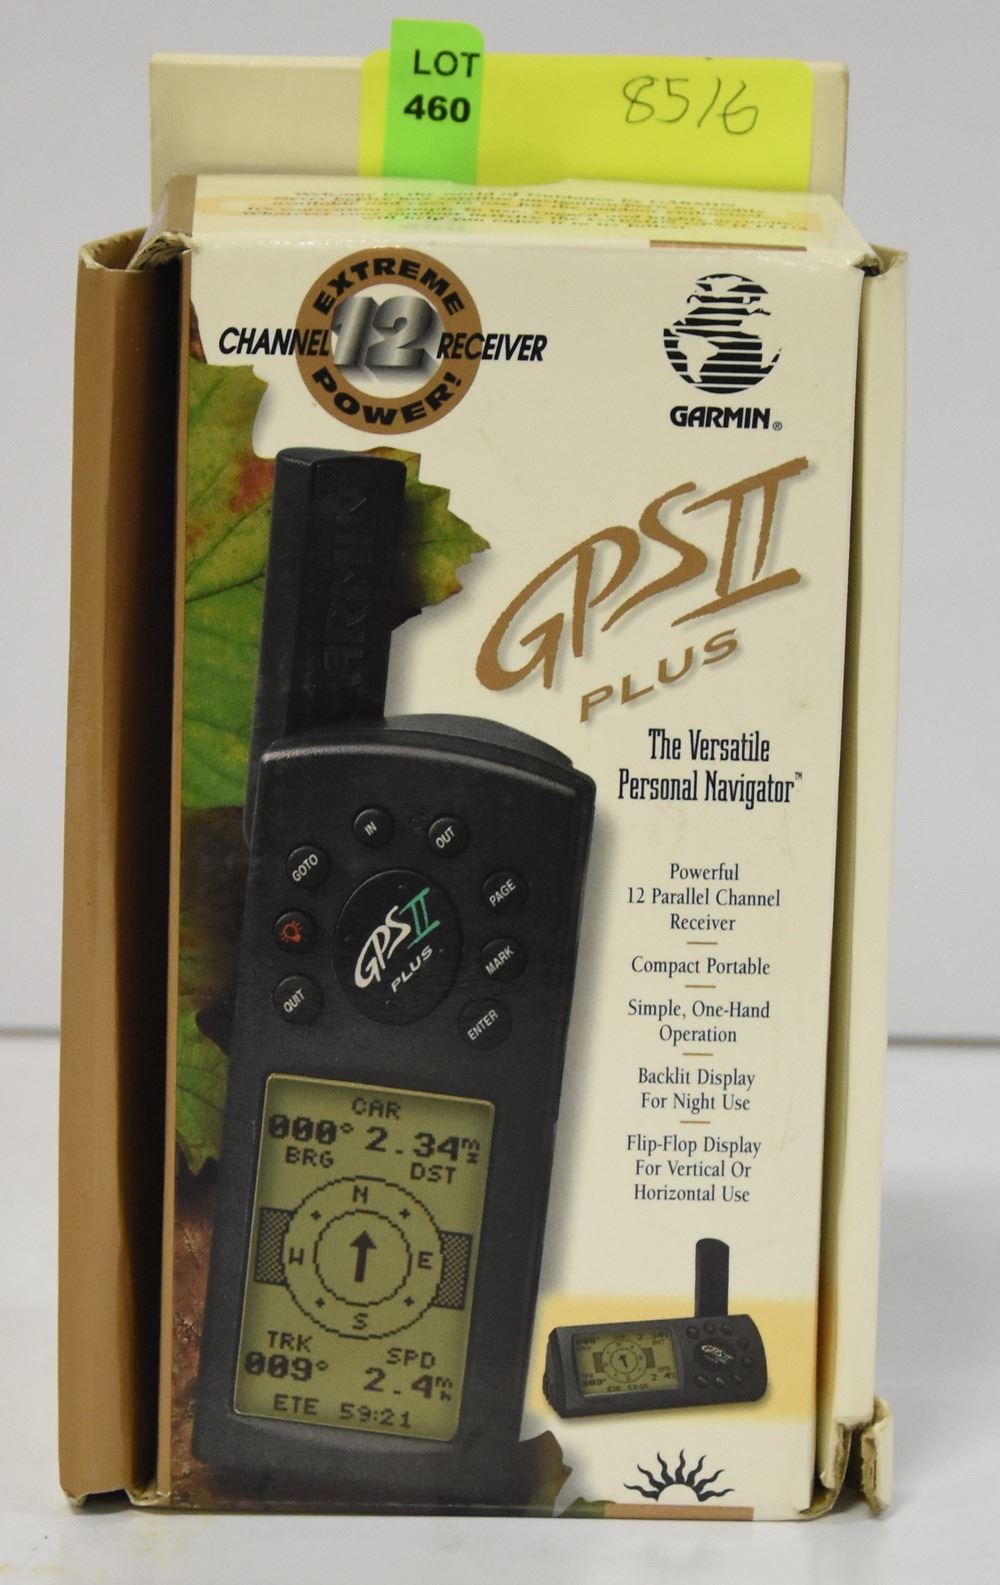 LOT
460
8516
EXTREME
CHANNEL 12 RECEIVER
POWER!
GARMIN®
GPS II
PLUS
The Versatile
Personal Navigator™
Powerful
12 Parallel Channel
Receiver
Compact Portable
Simple, One-Hand
Operation
Backlit Display
For Night Use
Flip-Flop Display
For Vertical Or
Horizontal Use
GARMIN
IN
OUT
GOTO
PAGE
GPS II
PLUS
MARK
QUIT
ENTER
CAR
000° 2.34mi
BRG DST
N
W E
S
TRK SPD
009° 2.4mh
ETE 59:21